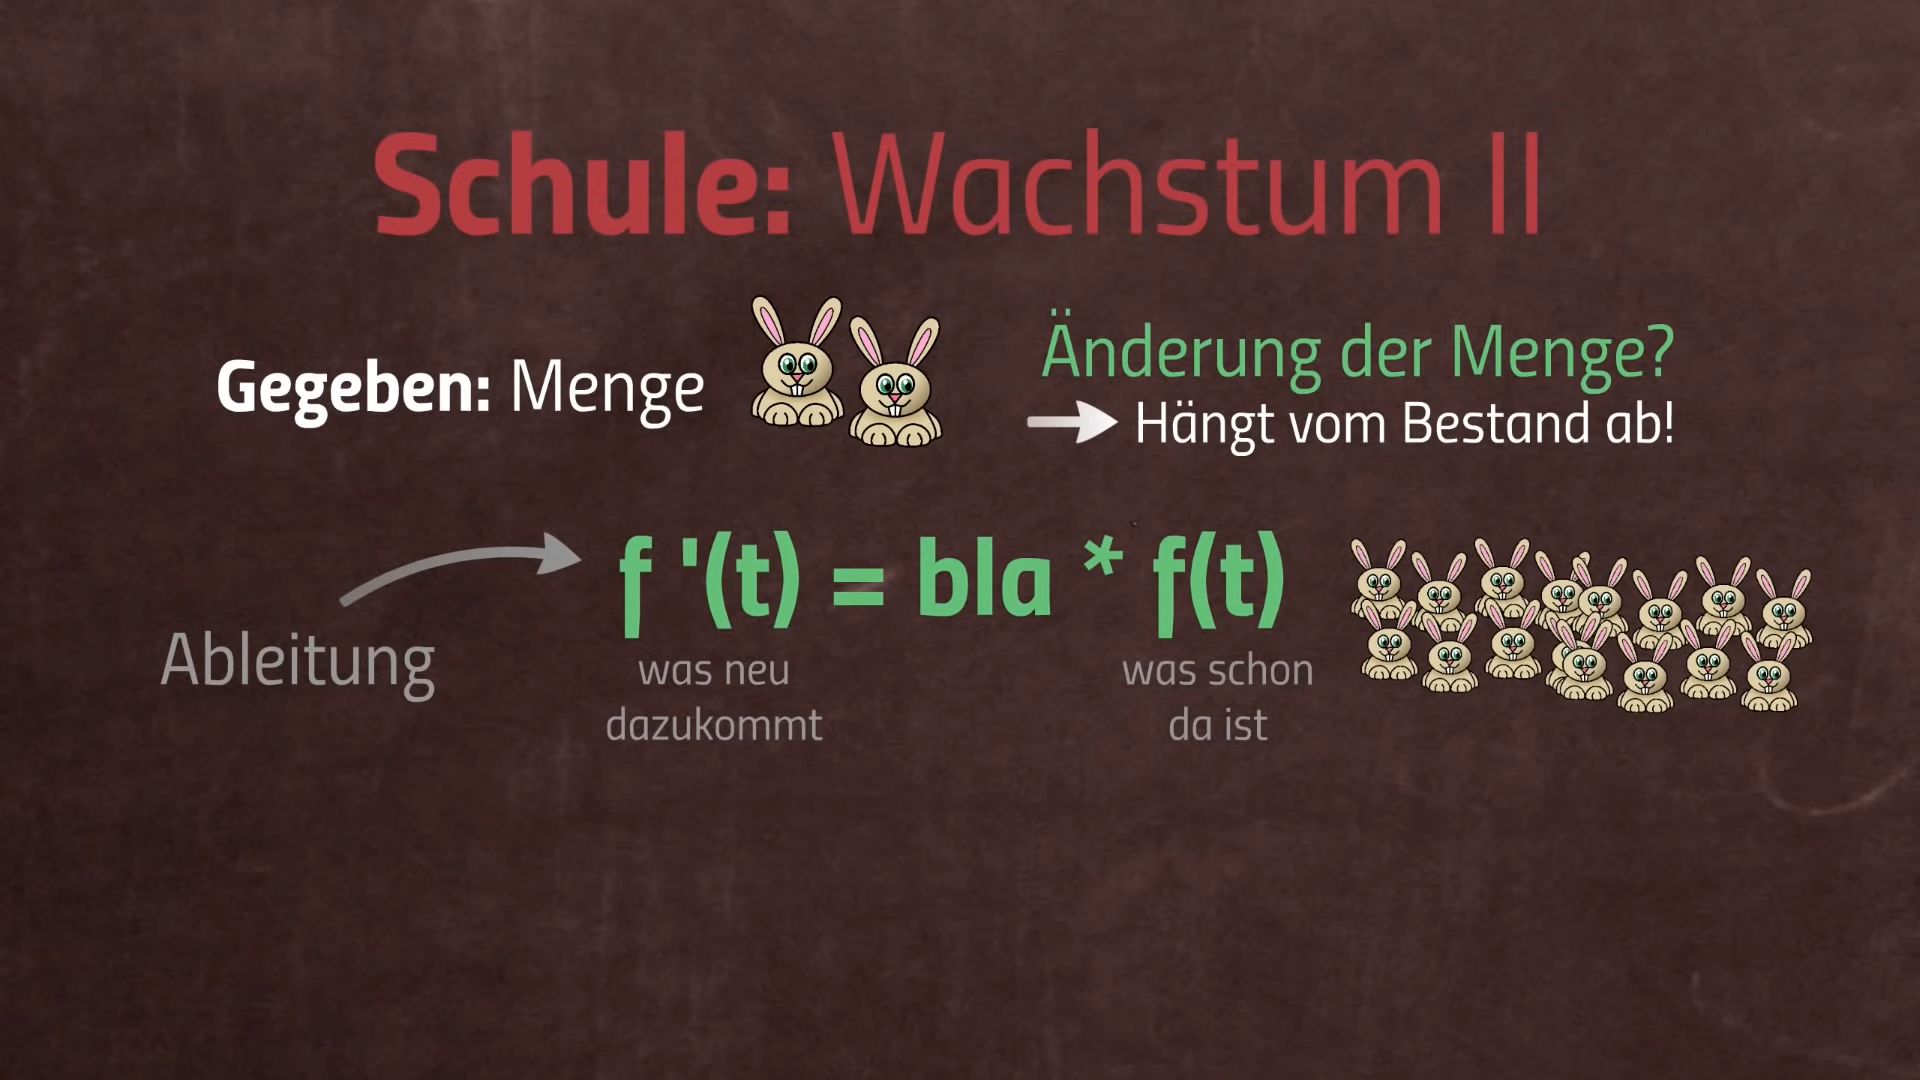 Schule: Wachstum II
Gegeben: Menge
Änderung der Menge?
Hängt vom Bestand ab!
f '(t) = bla * f(t)
Ableitung
was neu
dazukommt
was schon
da ist